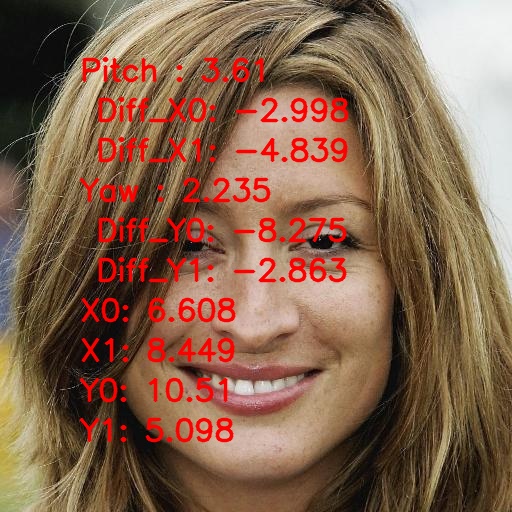 Pitch : 3.61
Diff_X0: -2.998
Diff_X1: -4.839
Yaw : 2.235
Diff_Y0: -8.275
Diff_Y1: -2.863
X0: 6.608
X1: 8.449
Y0: 10.51
Y1: 5.098